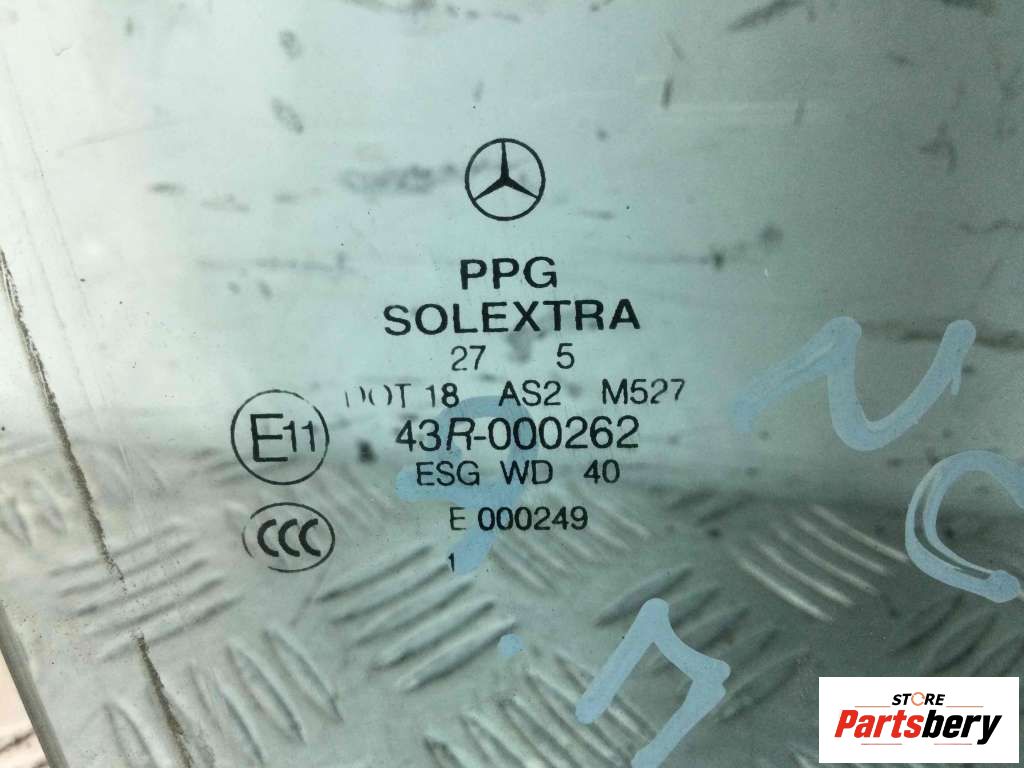 PPG
SOLEXTRA
27 5
DOT 18 AS2 M527
E11 43R-000262
ESG WD 40
CCC E 000249
1
STORE
Partsbery